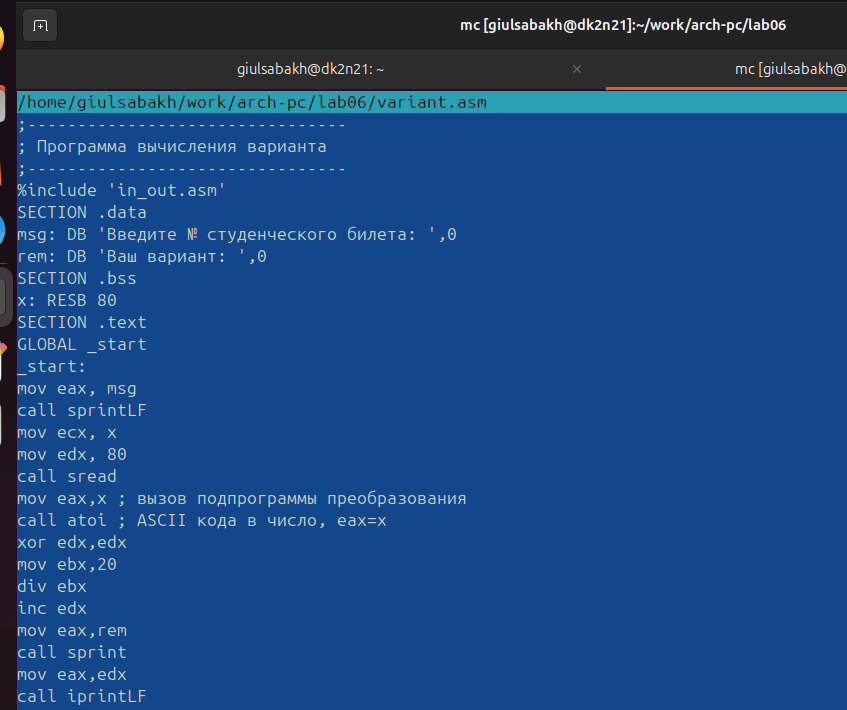 mc [giulsabakh@dk2n21]:~/work/arch-pc/lab06
giulsabakh@dk2n21: ~ × mc [giulsabakh@
/home/giulsabakh/work/arch-pc/lab06/variant.asm
;--------------------------------
; Программа вычисления варианта
;--------------------------------
%include 'in_out.asm'
SECTION .data
msg: DB 'Введите № студенческого билета: ',0
rem: DB 'Ваш вариант: ',0
SECTION .bss
x: RESB 80
SECTION .text
GLOBAL _start
_start:
mov eax, msg
call sprintLF
mov ecx, x
mov edx, 80
call sread
mov eax,x ; вызов подпрограммы преобразования
call atoi ; ASCII кода в число, eax=x
xor edx,edx
mov ebx,20
div ebx
inc edx
mov eax,rem
call sprint
mov eax,edx
call iprintLF